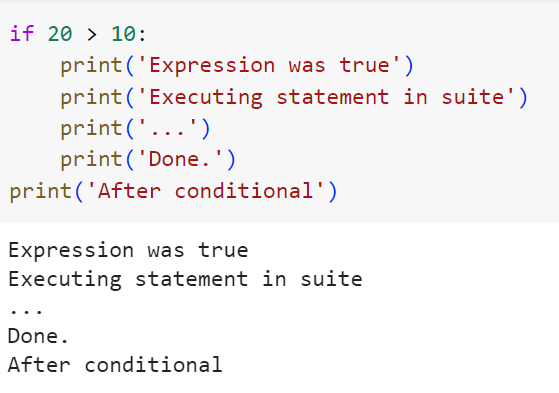 if 20 > 10:
    print('Expression was true')
    print('Executing statement in suite')
    print('...')
    print('Done.')
print('After conditional')
Expression was true
Executing statement in suite
...
Done.
After conditional